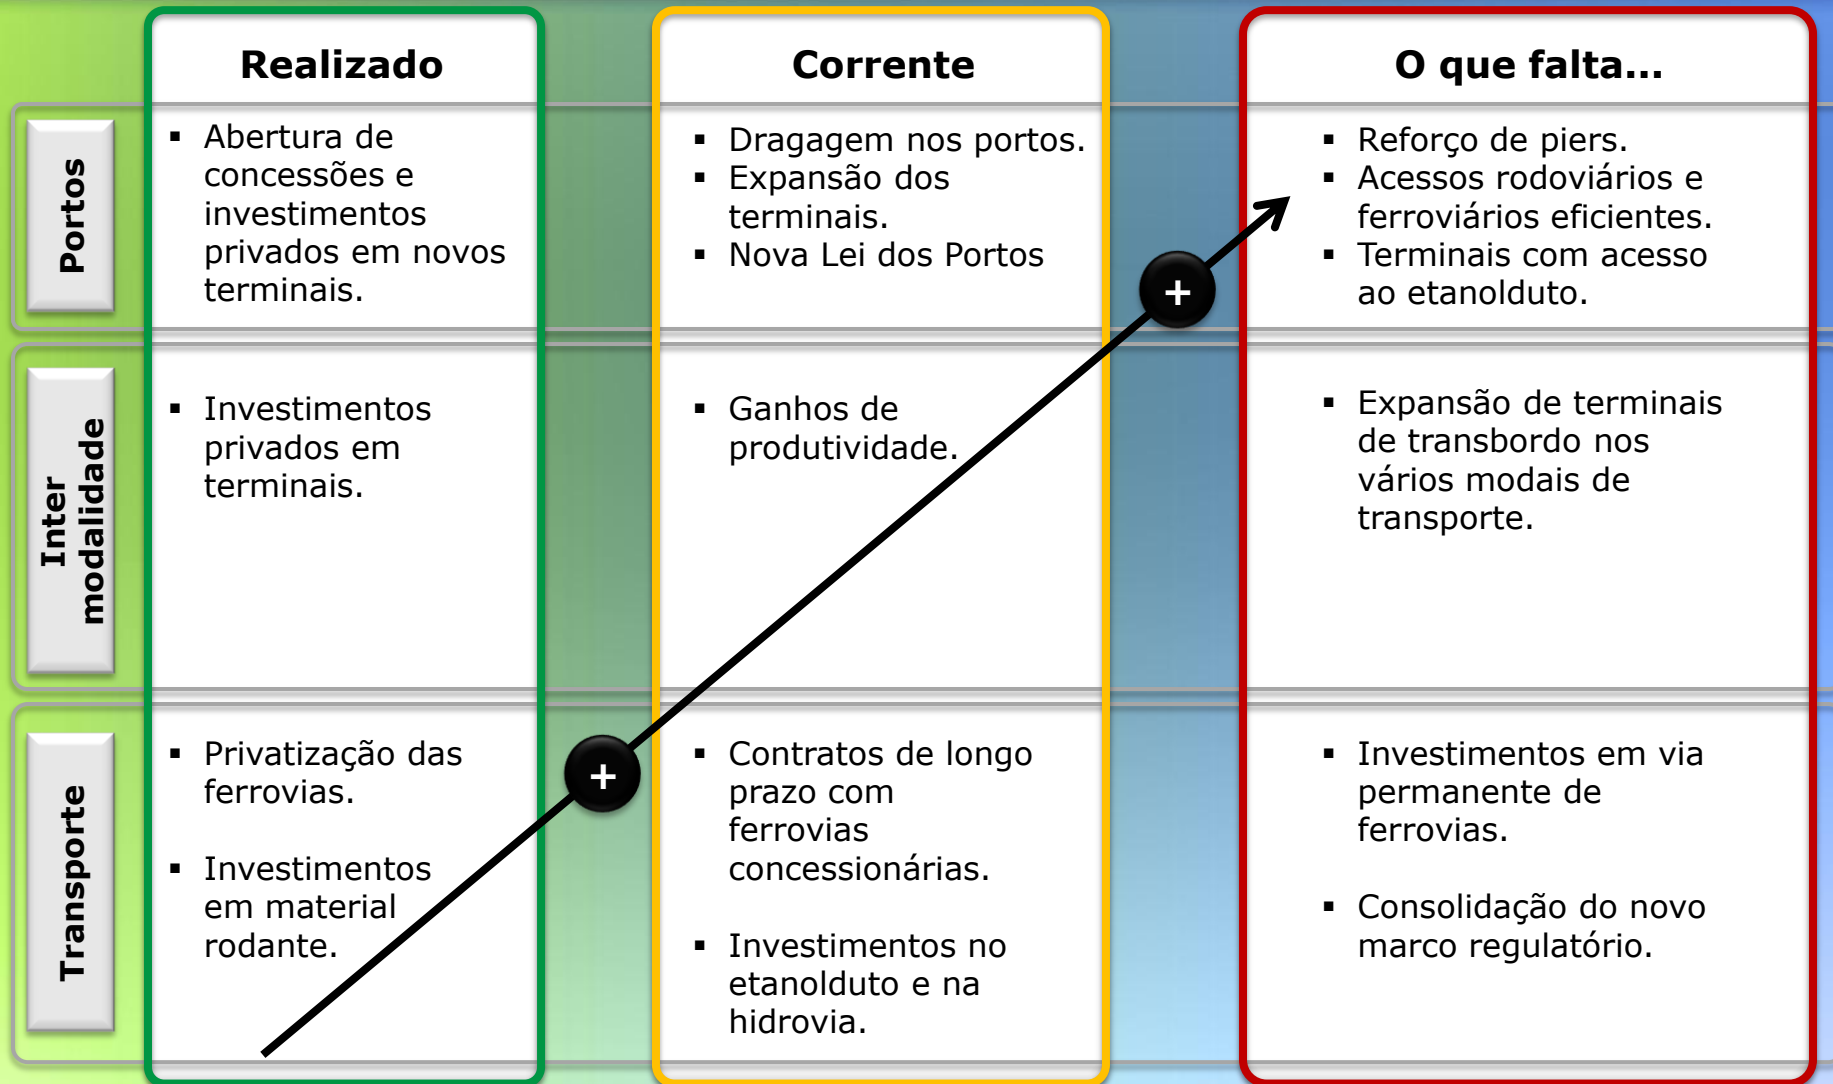 Realizado
Corrente
O que falta...
Portos
▪ Abertura de
concessões e
investimentos
privados em novos
terminais.
▪ Dragagem nos portos.
▪ Expansão dos
terminais.
▪ Nova Lei dos Portos
▪ Reforço de piers.
▪ Acessos rodoviários e
ferroviários eficientes.
▪ Terminais com acesso
ao etanolduto.
+
Inter
modalidade
▪ Investimentos
privados em
terminais.
▪ Ganhos de
produtividade.
▪ Expansão de terminais
de transbordo nos
vários modais de
transporte.
Transporte
▪ Privatização das
ferrovias.
▪ Investimentos
em material
rodante.
+
▪ Contratos de longo
prazo com
ferrovias
concessionárias.
▪ Investimentos no
etanolduto e na
hidrovia.
▪ Investimentos em via
permanente de
ferrovias.
▪ Consolidação do novo
marco regulatório.